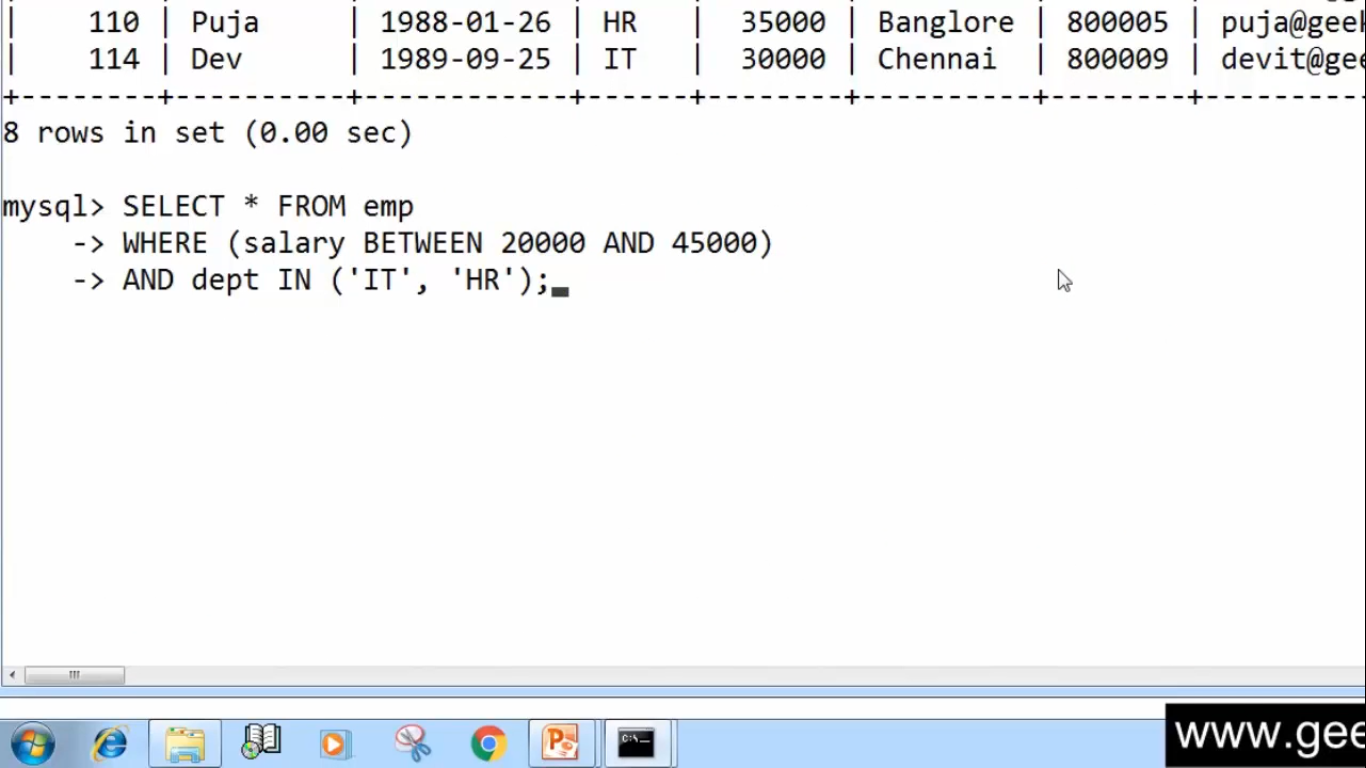 | 110 | Puja | 1988-01-26 | HR | 35000 | Banglore | 800005 | puja@geek
| 114 | Dev | 1989-09-25 | IT | 30000 | Chennai | 800009 | devit@gee
+--------+----------+------------+------+--------+----------+--------+----------
8 rows in set (0.00 sec)
mysql> SELECT * FROM emp
-> WHERE (salary BETWEEN 20000 AND 45000)
-> AND dept IN ('IT', 'HR');
www.gee